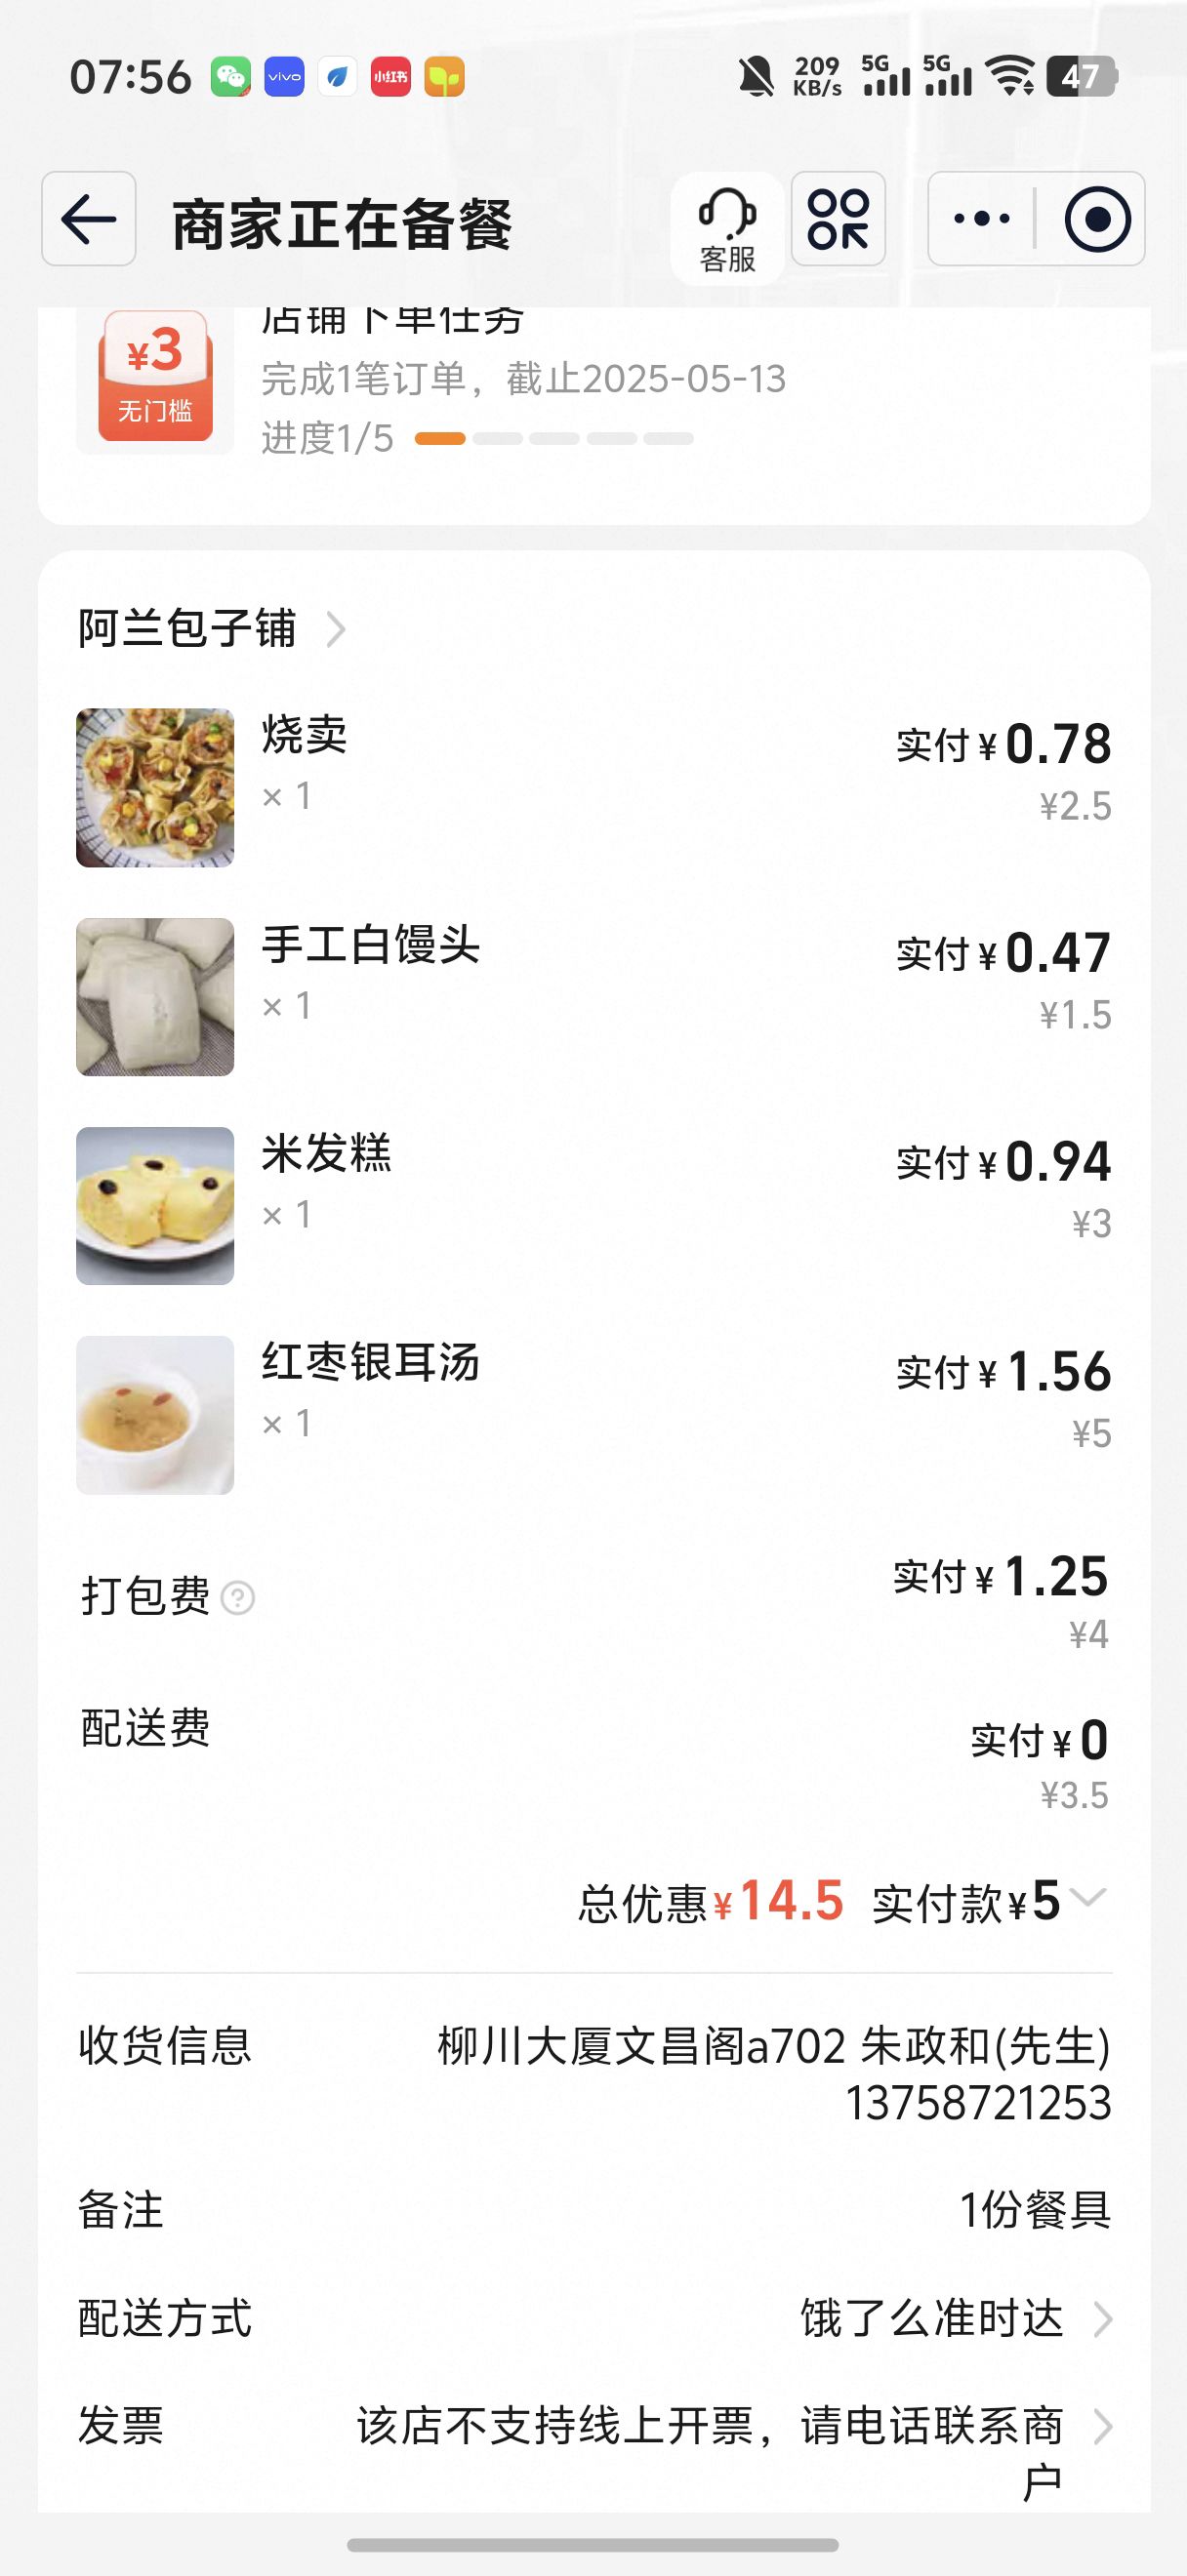 07:56
vivo
小红书
209 KB/s
5G
5G
47
商家正在备餐
客服
¥3
无门槛
店铺下单任务
完成1笔订单，截止2025-05-13
进度1/5
阿兰包子铺
烧卖
实付¥0.78
× 1
¥2.5
手工白馒头
实付¥0.47
× 1
¥1.5
米发糕
实付¥0.94
× 1
¥3
红枣银耳汤
实付¥1.56
× 1
¥5
打包费
实付¥1.25
¥4
配送费
实付¥0
¥3.5
总优惠¥14.5 实付款¥5
收货信息
柳川大厦文昌阁a702 朱政和(先生)
13758721253
备注
1份餐具
配送方式
饿了么准时达
发票
该店不支持线上开票，请电话联系商
户